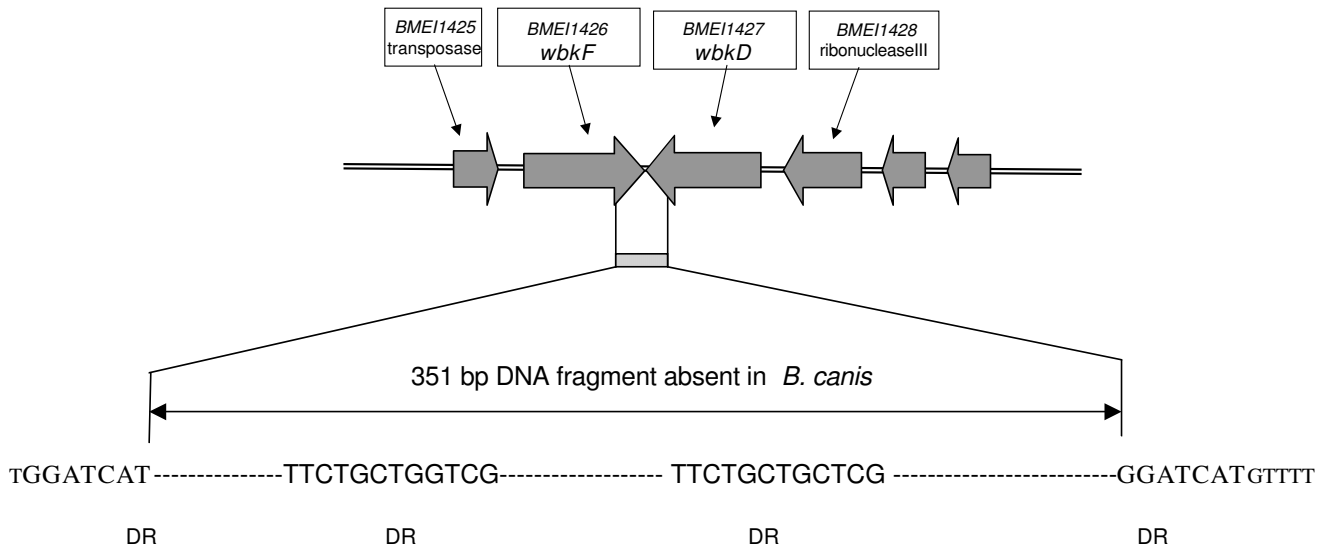 BMEI1425 BMEI1426 BMEI1427 BMEI1428
transposase wbkF wbkD ribonucleaseIII
351 bp DNA fragment absent in B. canis
TGGATCAT-------------TTCTGCTGGTCG---------------- TTCTGCTGCTCG----------------------GGATCATGTTTT
DR DR DR DR